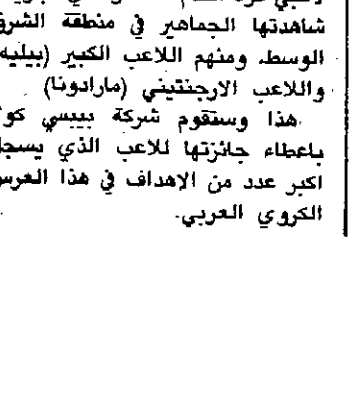 شاهدتها الجماهير في منطقة الشرق
الوسط، ومنهم اللاعب الكبير (بيليه
واللاعب الارجنتيني (مارادونا)
هذا وستقوم شركة بيبسي كو
باعطاء جائزتها للاعب الذي يسجل
اكبر عدد من الاهداف في هذا العرس
الكروي العربي.